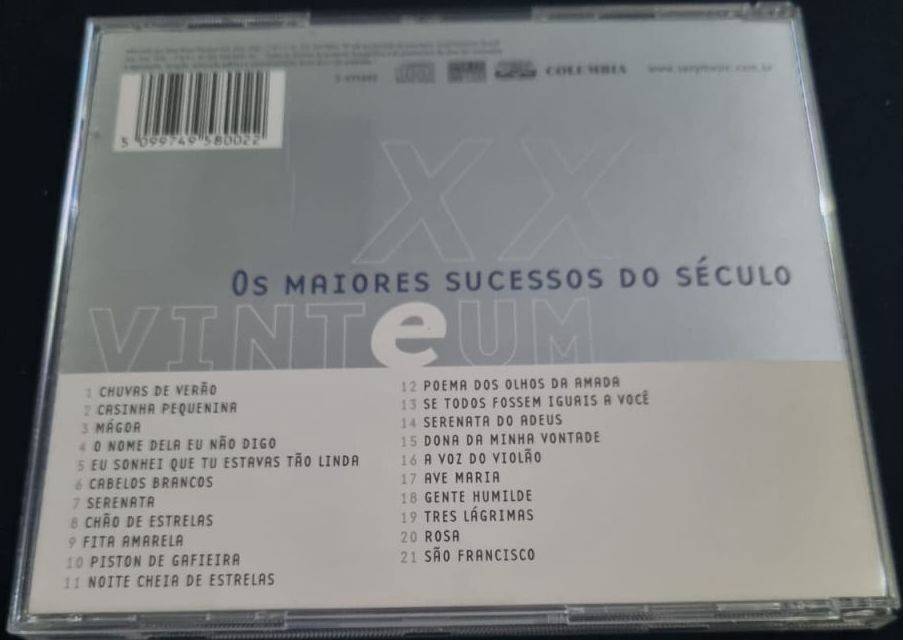 COLUMBIA
5 099749 580022
XX
OS MAIORES SUCESSOS DO SÉCULO
VINTeUM
1 CHUVAS DE VERÃO
2 CASINHA PEQUENINA
3 MÁGOA
4 O NOME DELA EU NÃO DIGO
5 EU SONHEI QUE TU ESTAVAS TÃO LINDA
6 CABELOS BRANCOS
7 SERENATA
8 CHÃO DE ESTRELAS
9 FITA AMARELA
10 PISTON DE GAFIEIRA
11 NOITE CHEIA DE ESTRELAS
12 POEMA DOS OLHOS DA AMADA
13 SE TODOS FOSSEM IGUAIS A VOCÊ
14 SERENATA DO ADEUS
15 DONA DA MINHA VONTADE
16 A VOZ DO VIOLÃO
17 AVE MARIA
18 GENTE HUMILDE
19 TRES LÁGRIMAS
20 ROSA
21 SÃO FRANCISCO